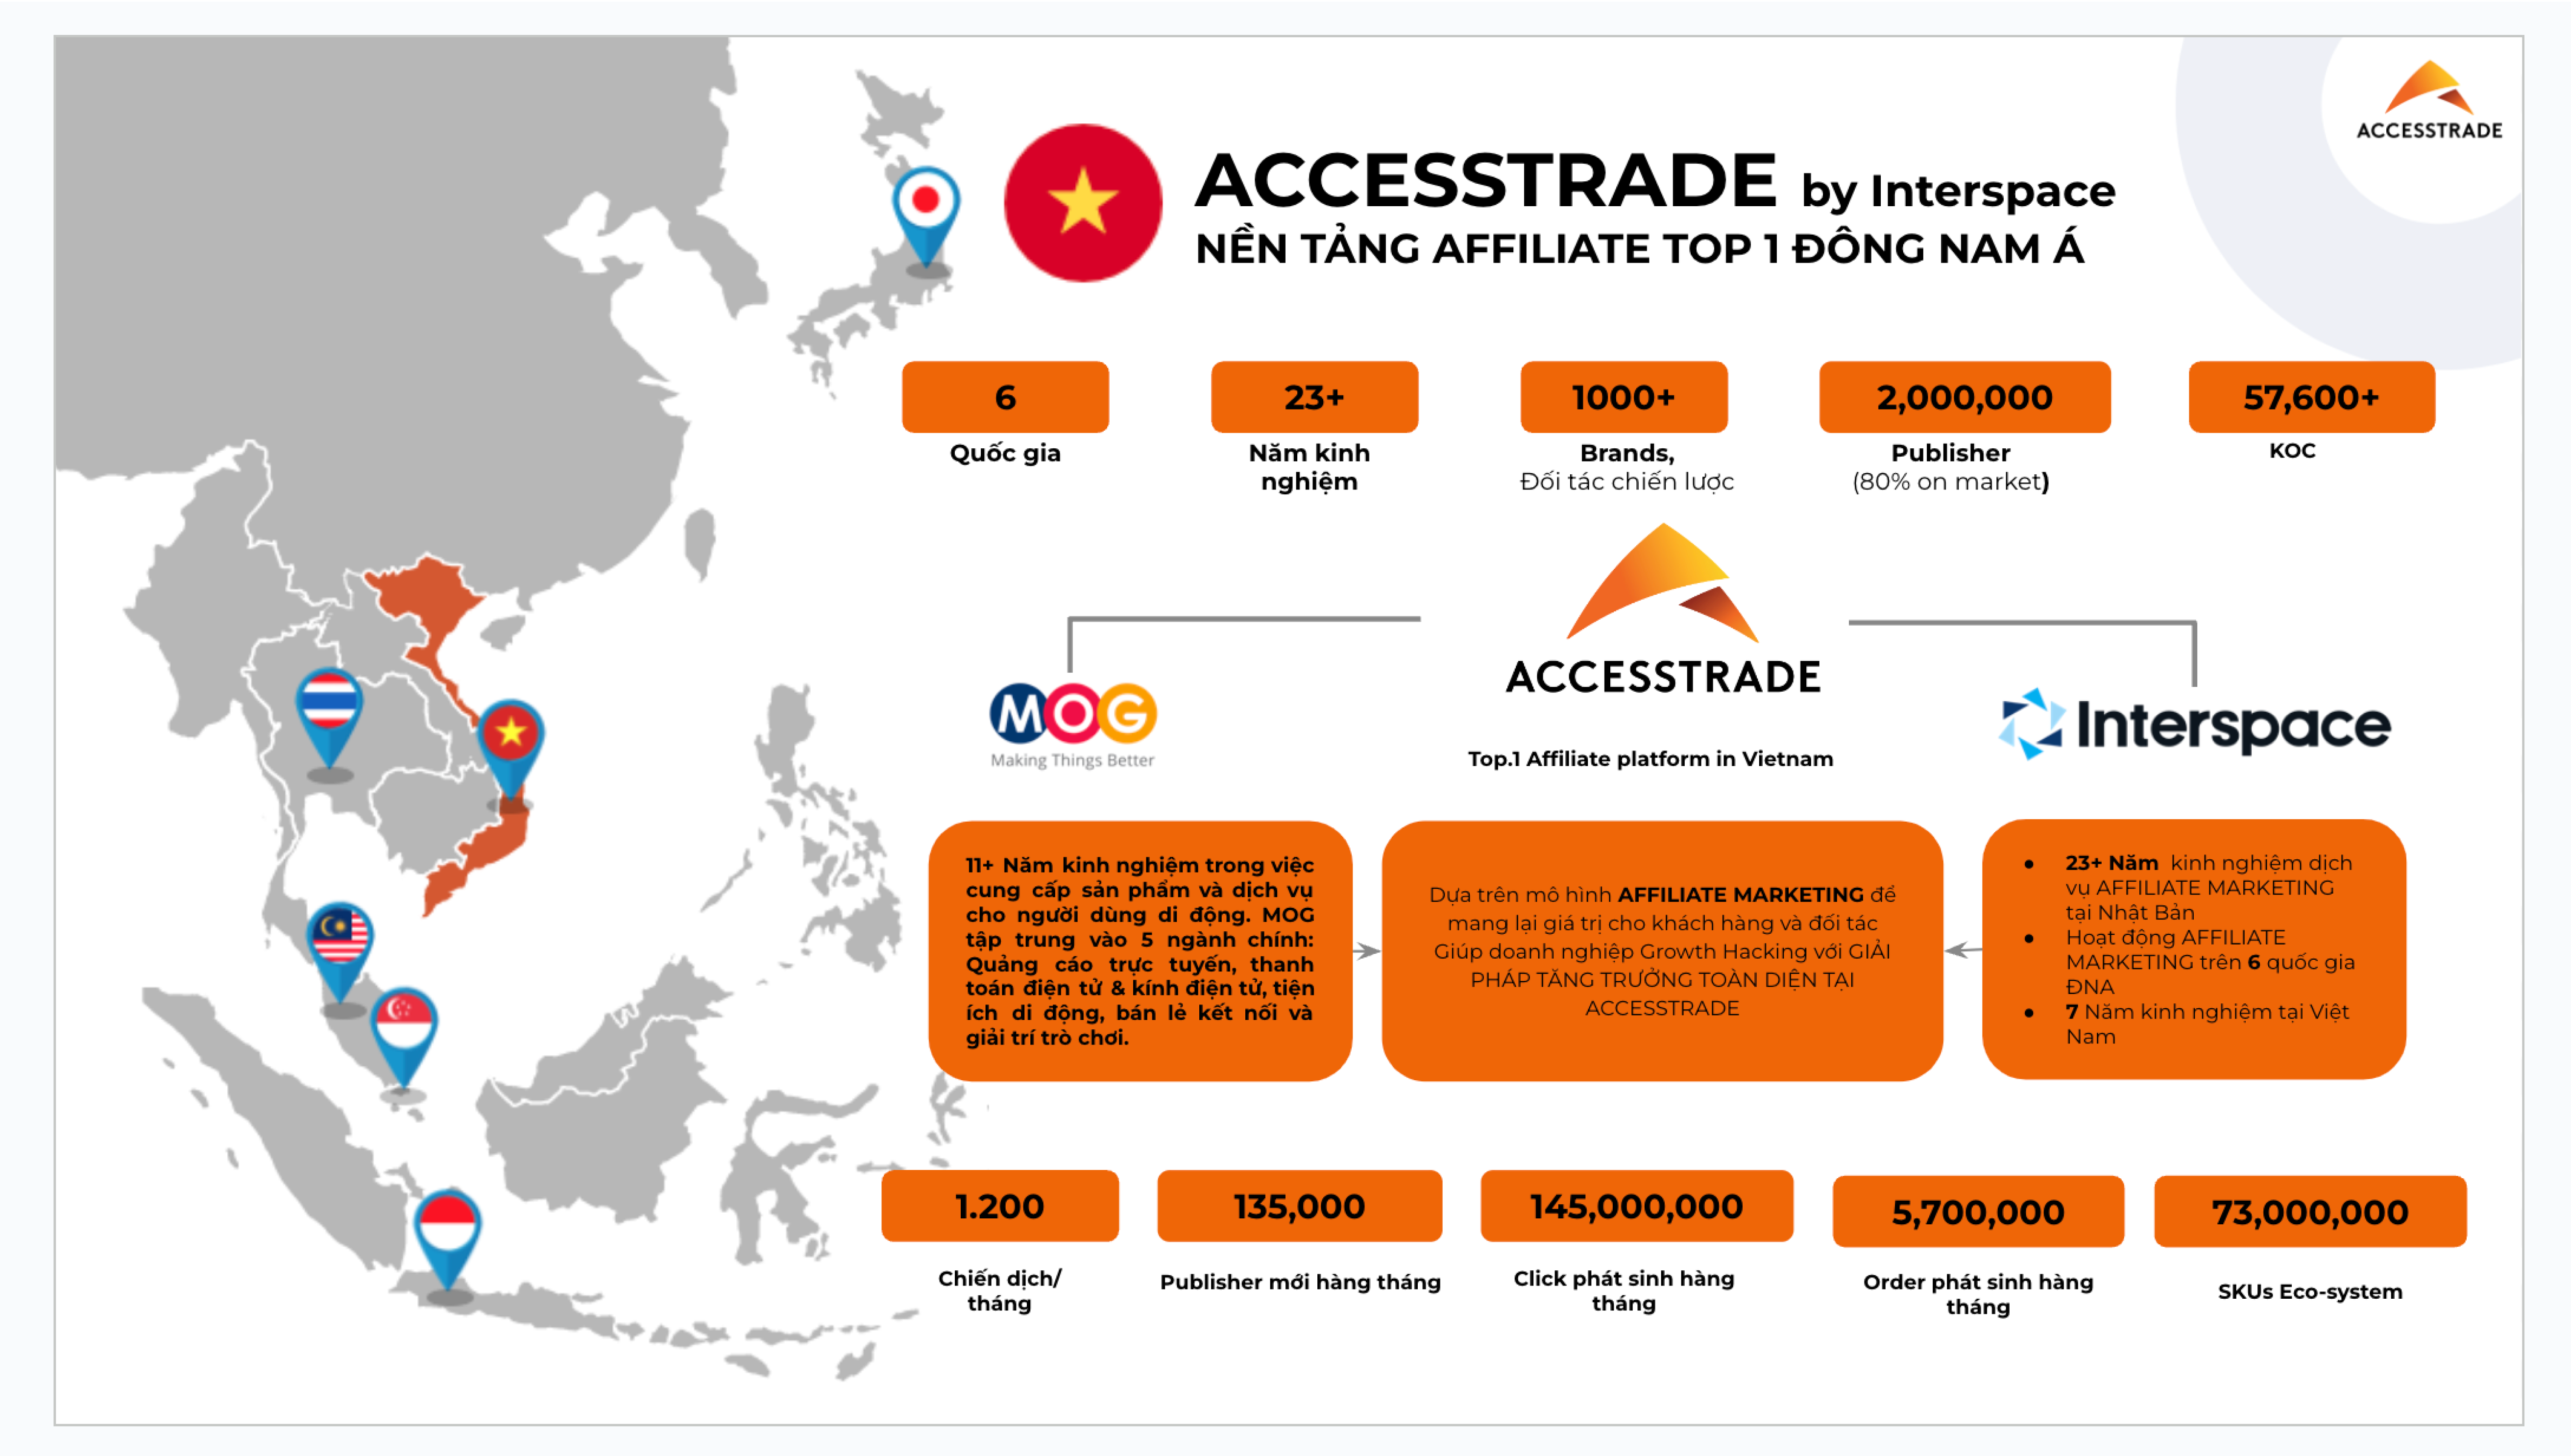 ACCESSTRADE
ACCESSTRADE by Interspace
NỀN TẢNG AFFILIATE TOP 1 ĐÔNG NAM Á
6
Quốc gia
23+
Năm kinh
nghiệm
1000+
Brands,
Đối tác chiến lược
2,000,000
Publisher
(80% on market)
57,600+
KOC
MOG
Making Things Better
ACCESSTRADE
Top.1 Affiliate platform in Vietnam
Interspace
11+ Năm kinh nghiệm trong việc
cung cấp sản phẩm và dịch vụ
cho người dùng di động. MOG
tập trung vào 5 ngành chính:
Quảng cáo trực tuyến, thanh
toán điện tử & kính điện tử, tiện
ích di động, bán lẻ kết nối và
giải trí trò chơi.
Dựa trên mô hình AFFILIATE MARKETING để
mang lại giá trị cho khách hàng và đối tác
Giúp doanh nghiệp Growth Hacking với GIẢI
PHÁP TĂNG TRƯỞNG TOÀN DIỆN TẠI
ACCESSTRADE
● 23+ Năm kinh nghiệm dịch
vụ AFFILIATE MARKETING
tại Nhật Bản
● Hoạt động AFFILIATE
MARKETING trên 6 quốc gia
ĐNA
● 7 Năm kinh nghiệm tại Việt
Nam
1.200
Chiến dịch/
tháng
135,000
Publisher mới hàng tháng
145,000,000
Click phát sinh hàng
tháng
5,700,000
Order phát sinh hàng
tháng
73,000,000
SKUs Eco-system